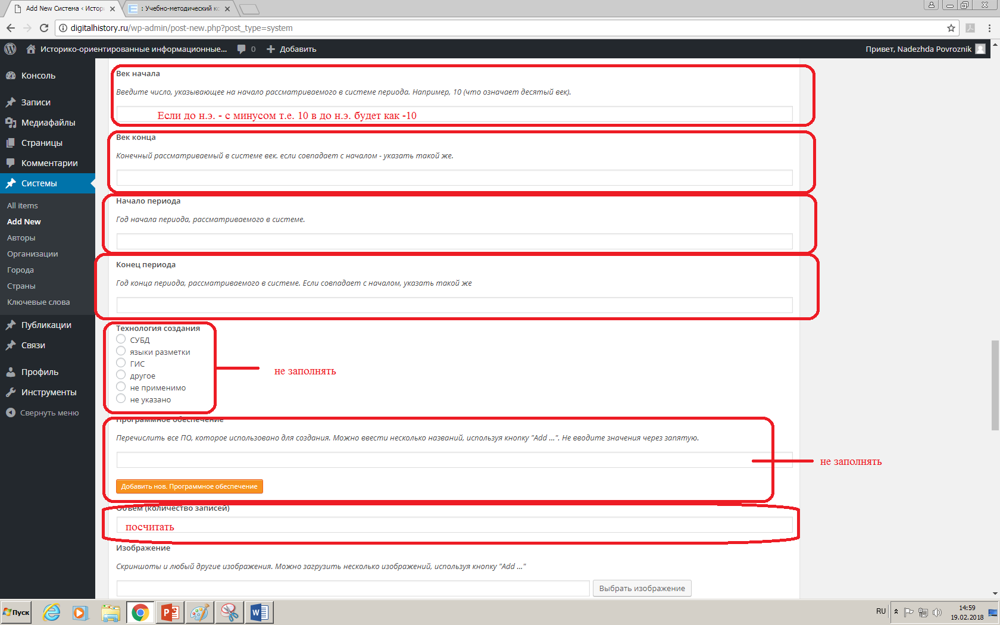 Add New Система ‹ Истор
: Учебно-методический ко
digitalhistory.ru/wp-admin/post-new.php?post_type=system
Историко-ориентированные информационные...
0
Добавить
Привет, Nadezhda Povroznik
Консоль
Записи
Медиафайлы
Страницы
Комментарии
Системы
All items
Add New
Авторы
Организации
Города
Страны
Ключевые слова
Публикации
Связи
Профиль
Инструменты
Свернуть меню
Век начала
Введите число, указывающее на начало рассматриваемого в системе периода. Например, 10 (что означает десятый век).
Если до н.э. - с минусом т.е. 10 в до н.э. будет как -10
Век конца
Конечный рассматриваемый в системе век. если совпадает с началом - указать такой же.
Начало периода
Год начала периода, рассматриваемого в системе.
Конец периода
Год конца периода, рассматриваемого в системе. Если совпадает с началом, указать такой же
Технология создания
СУБД
языки разметки
ГИС
другое
не применимо
не указано
не заполнять
Программное обеспечение
Перечислить все ПО, которое использовано для создания. Можно ввести несколько названий, используя кнопку "Add ...". Не вводите значения через запятую.
не заполнять
Добавить нов. Программное обеспечение
Объем (количество записей)
посчитать
Изображение
Скриншоты и любый другие изображения. Можно загрузить несколько изображений, используя кнопку "Add ..."
Выбрать изображение
Пуск
RU
14:59
19.02.2018